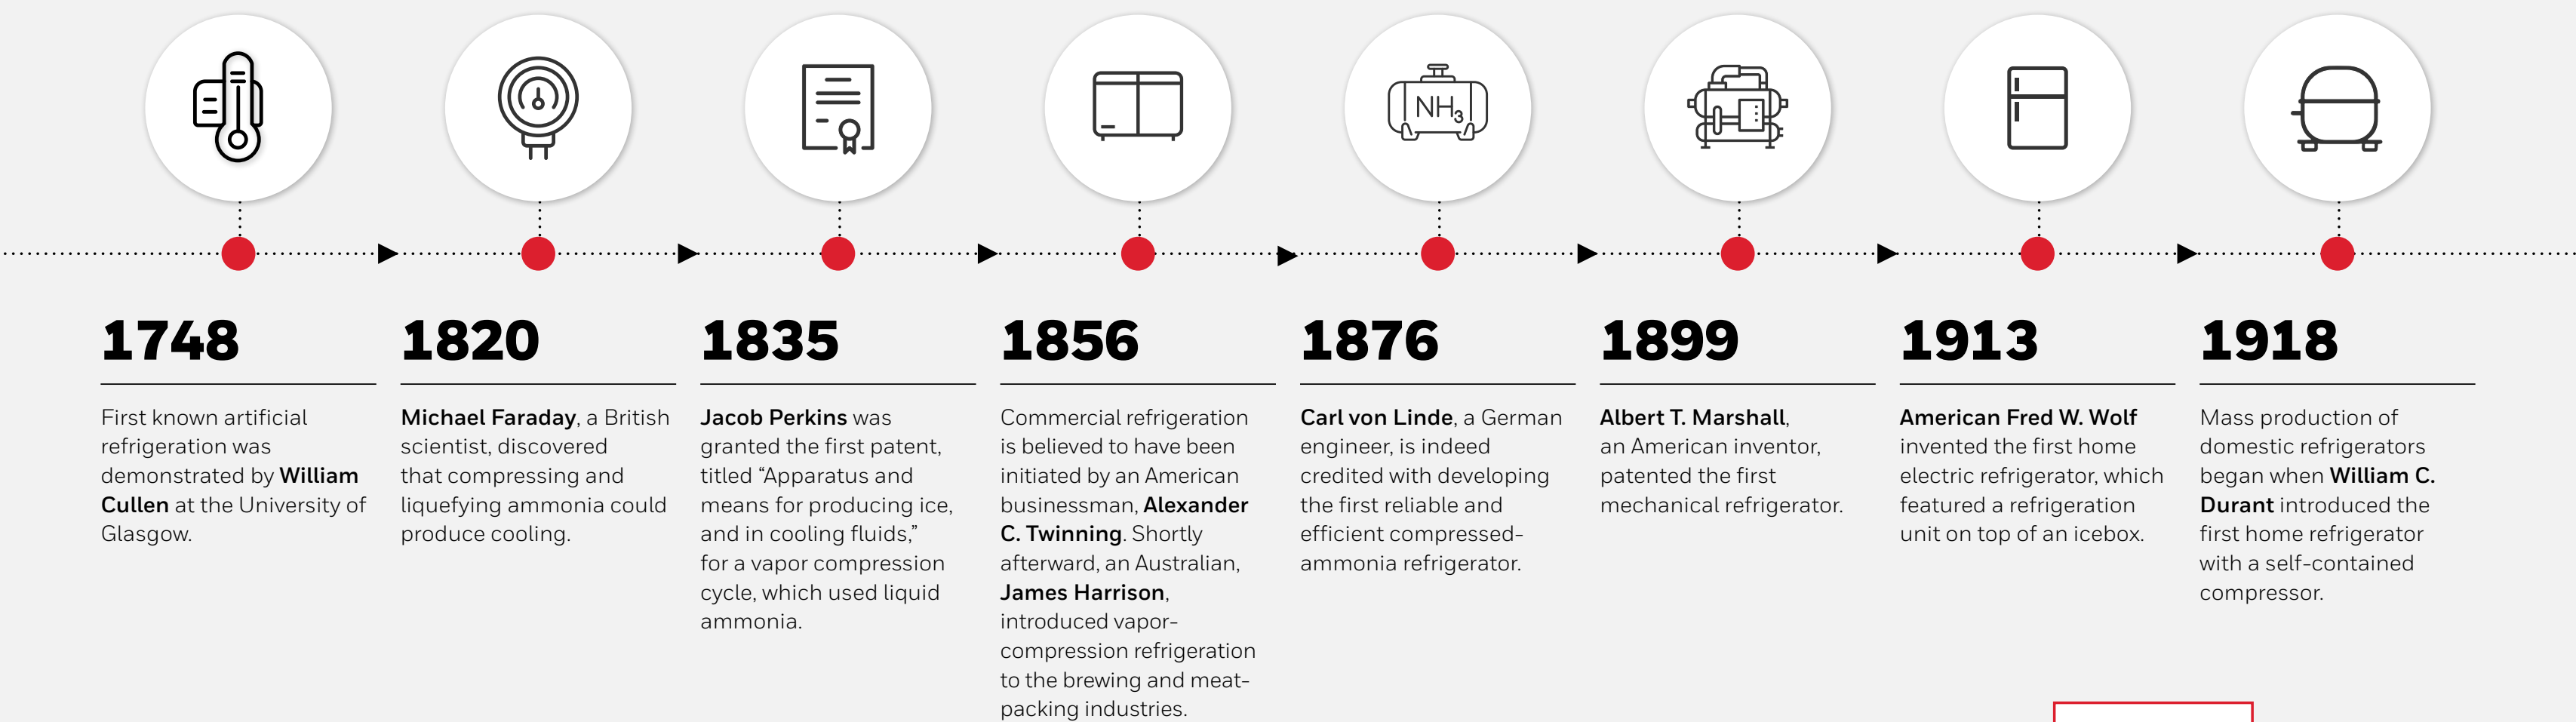 NH3
1748
First known artificial
refrigeration was
demonstrated by William
Cullen at the University of
Glasgow.
1820
Michael Faraday, a British
scientist, discovered
that compressing and
liquefying ammonia could
produce cooling.
1835
Jacob Perkins was
granted the first patent,
titled “Apparatus and
means for producing ice,
and in cooling fluids,”
for a vapor compression
cycle, which used liquid
ammonia.
1856
Commercial refrigeration
is believed to have been
initiated by an American
businessman, Alexander
C. Twinning. Shortly
afterward, an Australian,
James Harrison,
introduced vapor-
compression refrigeration
to the brewing and meat-
packing industries.
1876
Carl von Linde, a German
engineer, is indeed
credited with developing
the first reliable and
efficient compressed-
ammonia refrigerator.
1899
Albert T. Marshall,
an American inventor,
patented the first
mechanical refrigerator.
1913
American Fred W. Wolf
invented the first home
electric refrigerator, which
featured a refrigeration
unit on top of an icebox.
1918
Mass production of
domestic refrigerators
began when William C.
Durant introduced the
first home refrigerator
with a self-contained
compressor.